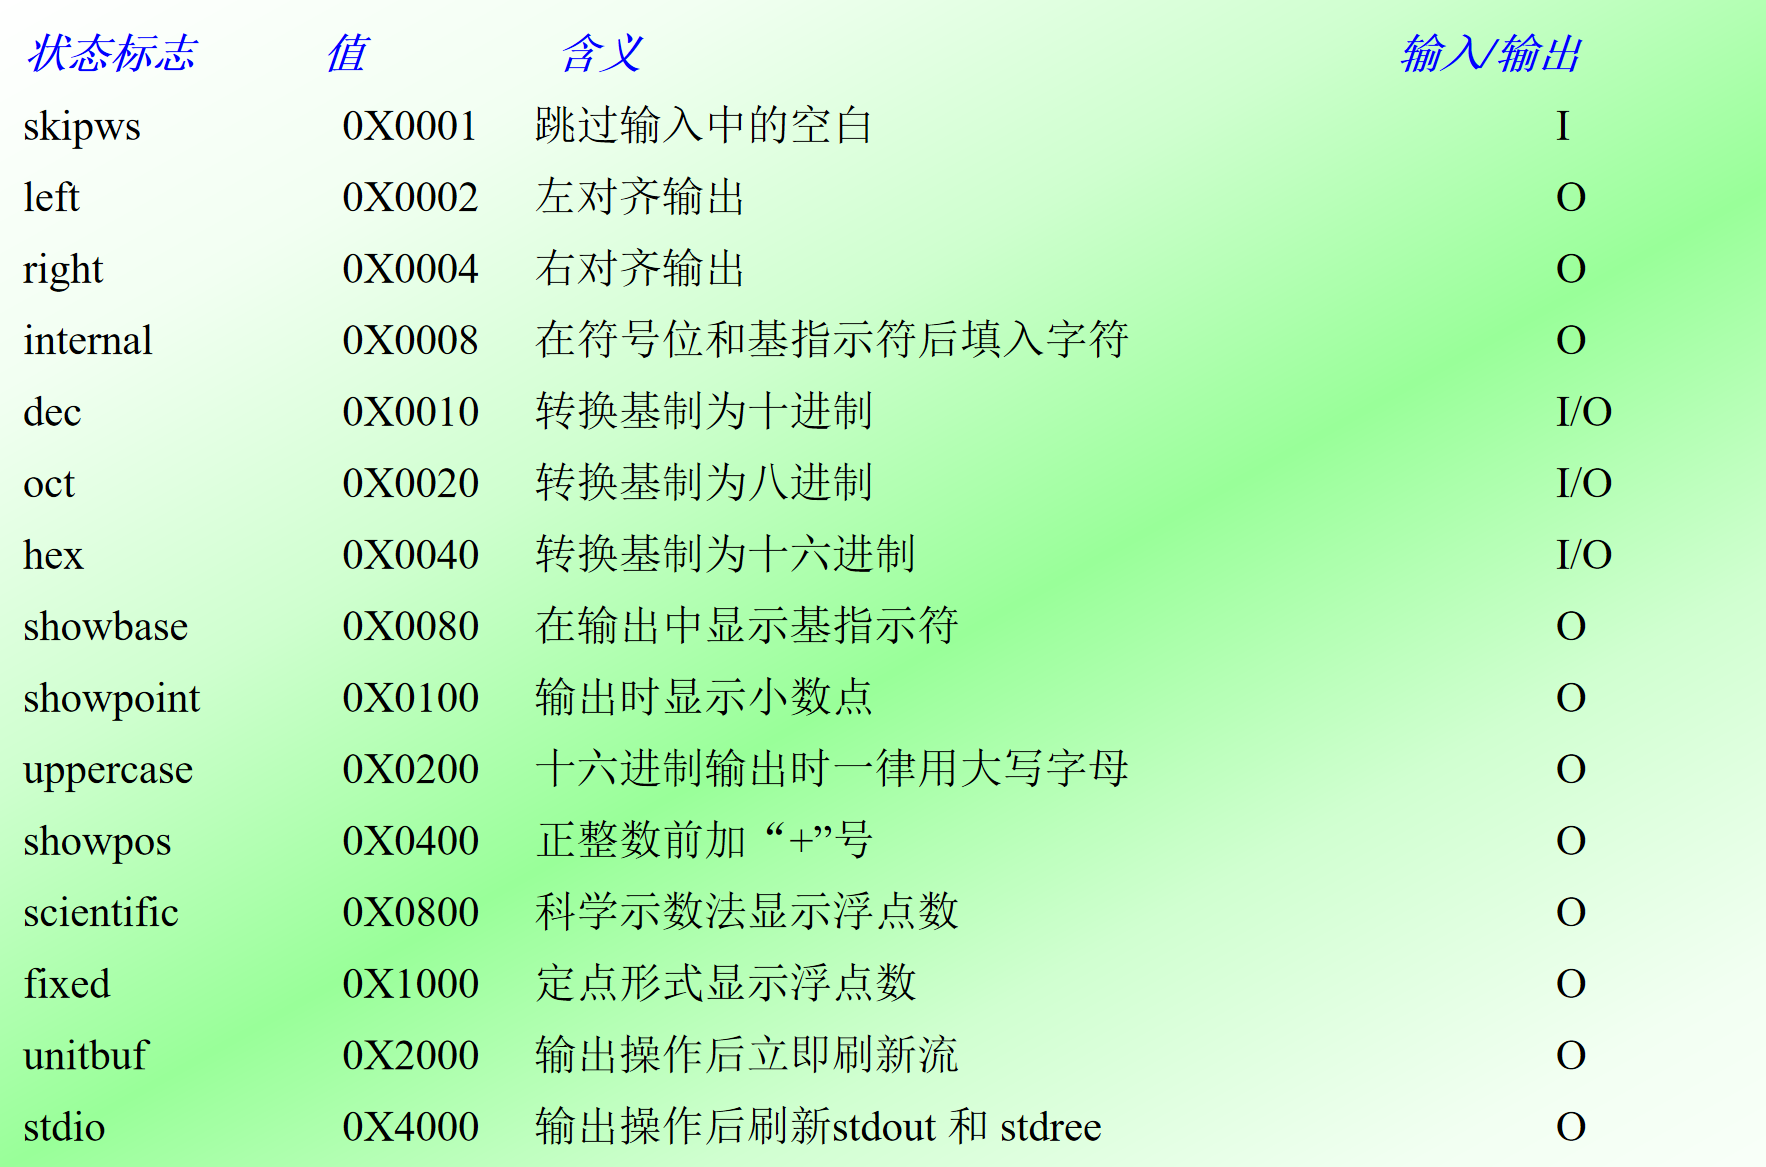 状态标志 值 含义 输入/输出
skipws 0X0001 跳过输入中的空白 I
left 0X0002 左对齐输出 O
right 0X0004 右对齐输出 O
internal 0X0008 在符号位和基指示符后填入字符 O
dec 0X0010 转换基制为十进制 I/O
oct 0X0020 转换基制为八进制 I/O
hex 0X0040 转换基制为十六进制 I/O
showbase 0X0080 在输出中显示基指示符 O
showpoint 0X0100 输出时显示小数点 O
uppercase 0X0200 十六进制输出时一律用大写字母 O
showpos 0X0400 正整数前加“+”号 O
scientific 0X0800 科学示数法显示浮点数 O
fixed 0X1000 定点形式显示浮点数 O
unitbuf 0X2000 输出操作后立即刷新流 O
stdio 0X4000 输出操作后刷新stdout 和 stdree O